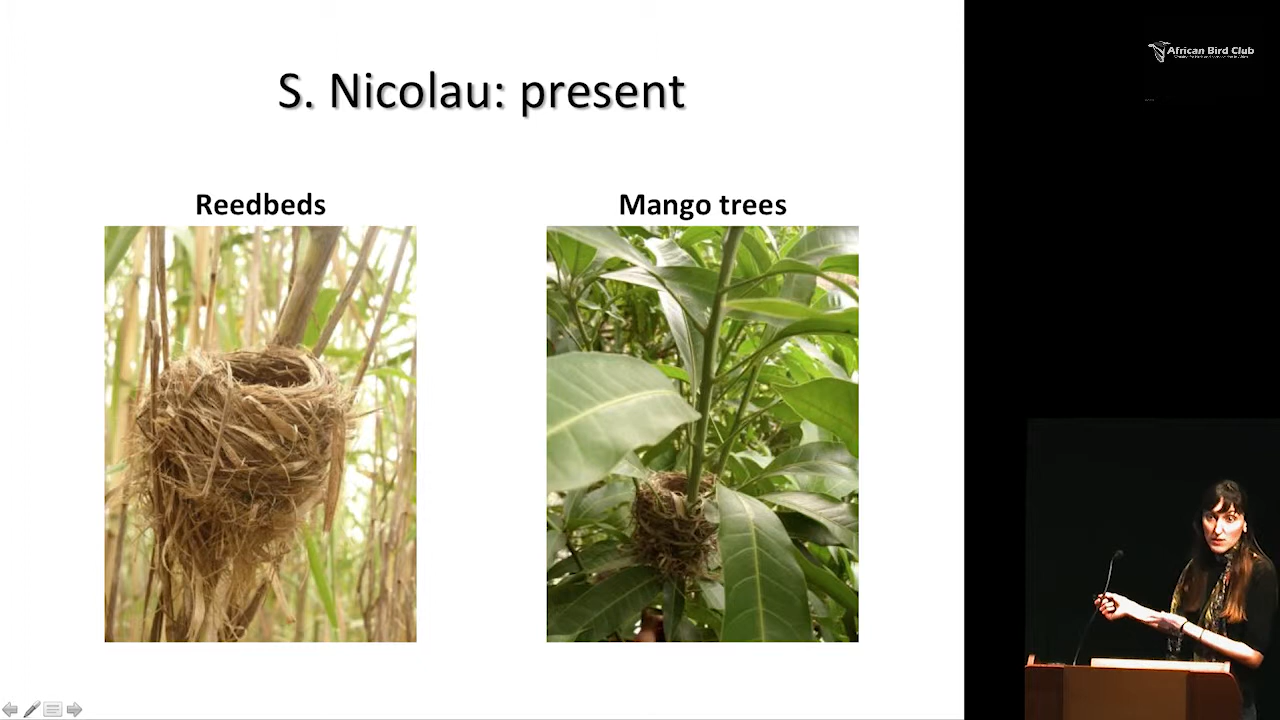 S. Nicolau: present
Reedbeds
Mango trees
African Bird Club